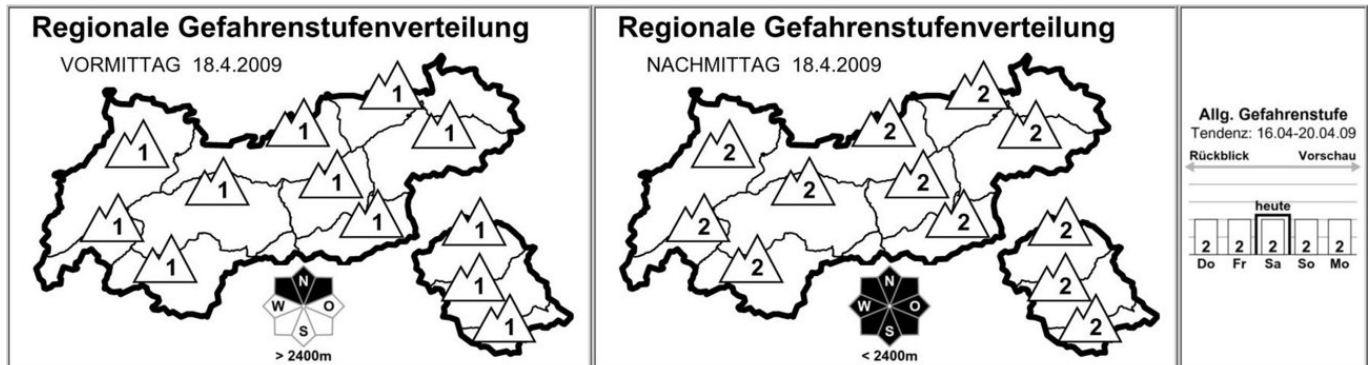 Regionale Gefahrenstufenverteilung
VORMITTAG 18.4.2009
1
1
1
1
1
1
1
1
1
1
1
1
N
W O
S
> 2400m
Regionale Gefahrenstufenverteilung
NACHMITTAG 18.4.2009
2
2
2
2
2
2
2
2
2
2
2
2
N
W O
S
< 2400m
Allg. Gefahrenstufe
Tendenz: 16.04-20.04.09
Rückblick Vorschau
heute
2 2 2 2 2
Do Fr Sa So Mo